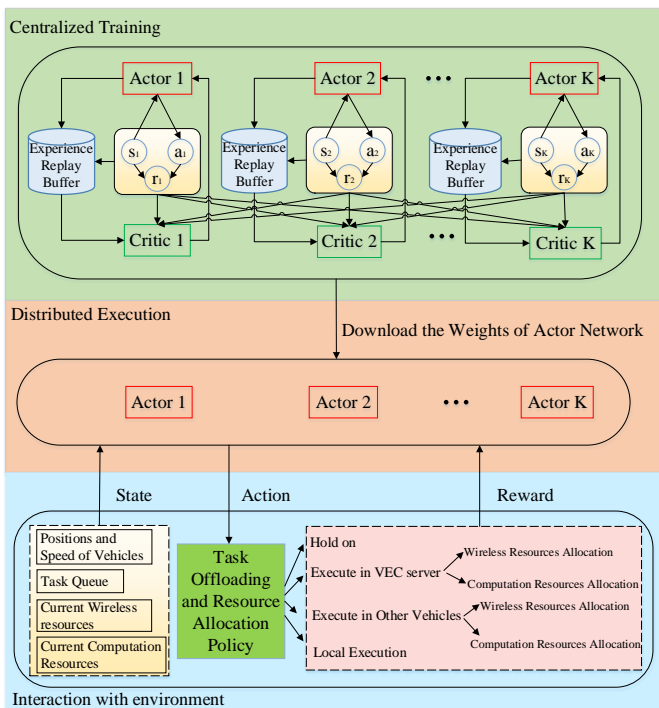 Centralized Training
Actor 1
Actor 2
•••
Actor K
Experience
Replay
Buffer
s1
a1
r1
Experience
Replay
Buffer
s2
a2
r2
Experience
Replay
Buffer
sK
aK
rK
Critic 1
Critic 2
•••
Critic K
Distributed Execution
Download the Weights of Actor Network
Actor 1
Actor 2
•••
Actor K
State
Action
Reward
Positions and
Speed of Vehicles
Task Queue
Current Wireless
resources
Current Computation
Resources
Task
Offloading
and Resource
Allocation
Policy
Hold on
Execute in VEC server
Wireless Resources Allocation
Computation Resources Allocation
Execute in Other Vehicles
Wireless Resources Allocation
Computation Resources Allocation
Local Execution
Interaction with environment